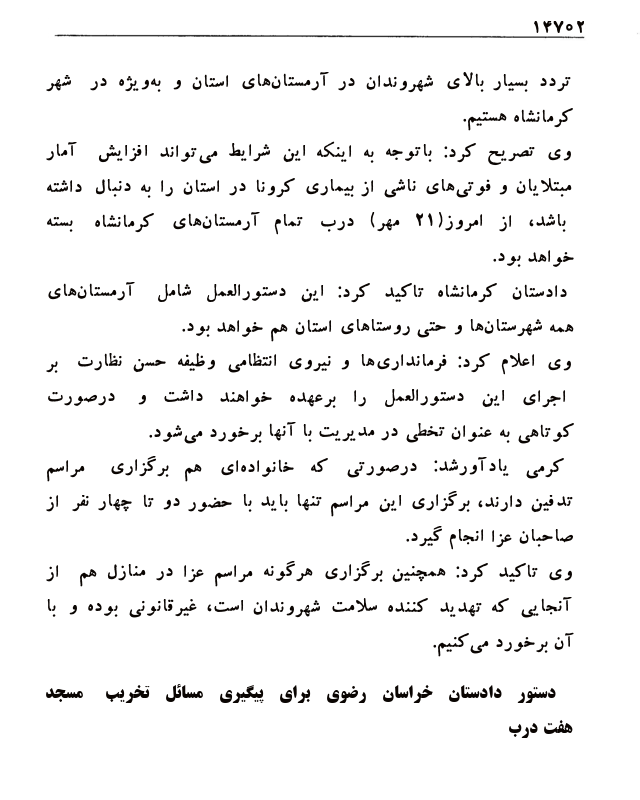 ۱۴۷۰۲
تردد بسیار بالای شهروندان در آرمستان‌های استان و به‌ویژه در شهر
کرمانشاه هستیم.
وی تصریح کرد: باتوجه به اینکه این شرایط می‌تواند افزایش آمار
مبتلایان و فوتی‌های ناشی از بیماری کرونا در استان را به دنبال داشته
باشد، از امروز(۲۱ مهر) درب تمام آرمستان‌های کرمانشاه بسته
خواهد بود.
دادستان کرمانشاه تاکید کرد: این دستورالعمل شامل آرمستان‌های
همه شهرستان‌ها و حتی روستاهای استان هم خواهد بود.
وی اعلام کرد: فرمانداری‌ها و نیروی انتظامی وظیفه حسن نظارت بر
اجرای این دستورالعمل را برعهده خواهند داشت و درصورت
کوتاهی به عنوان تخطی در مدیریت با آنها برخورد می‌شود.
کرمی یادآورشد: درصورتی که خانواده‌ای هم برگزاری مراسم
تدفین دارند، برگزاری این مراسم تنها باید با حضور دو تا چهار نفر از
صاحبان عزا انجام گیرد.
وی تاکید کرد: همچنین برگزاری هرگونه مراسم عزا در منازل هم از
آنجایی که تهدید کننده سلامت شهروندان است، غیرقانونی بوده و با
آن برخورد می‌کنیم.
دستور دادستان خراسان رضوی برای پیگیری مسائل تخریب مسجد
هفت درب